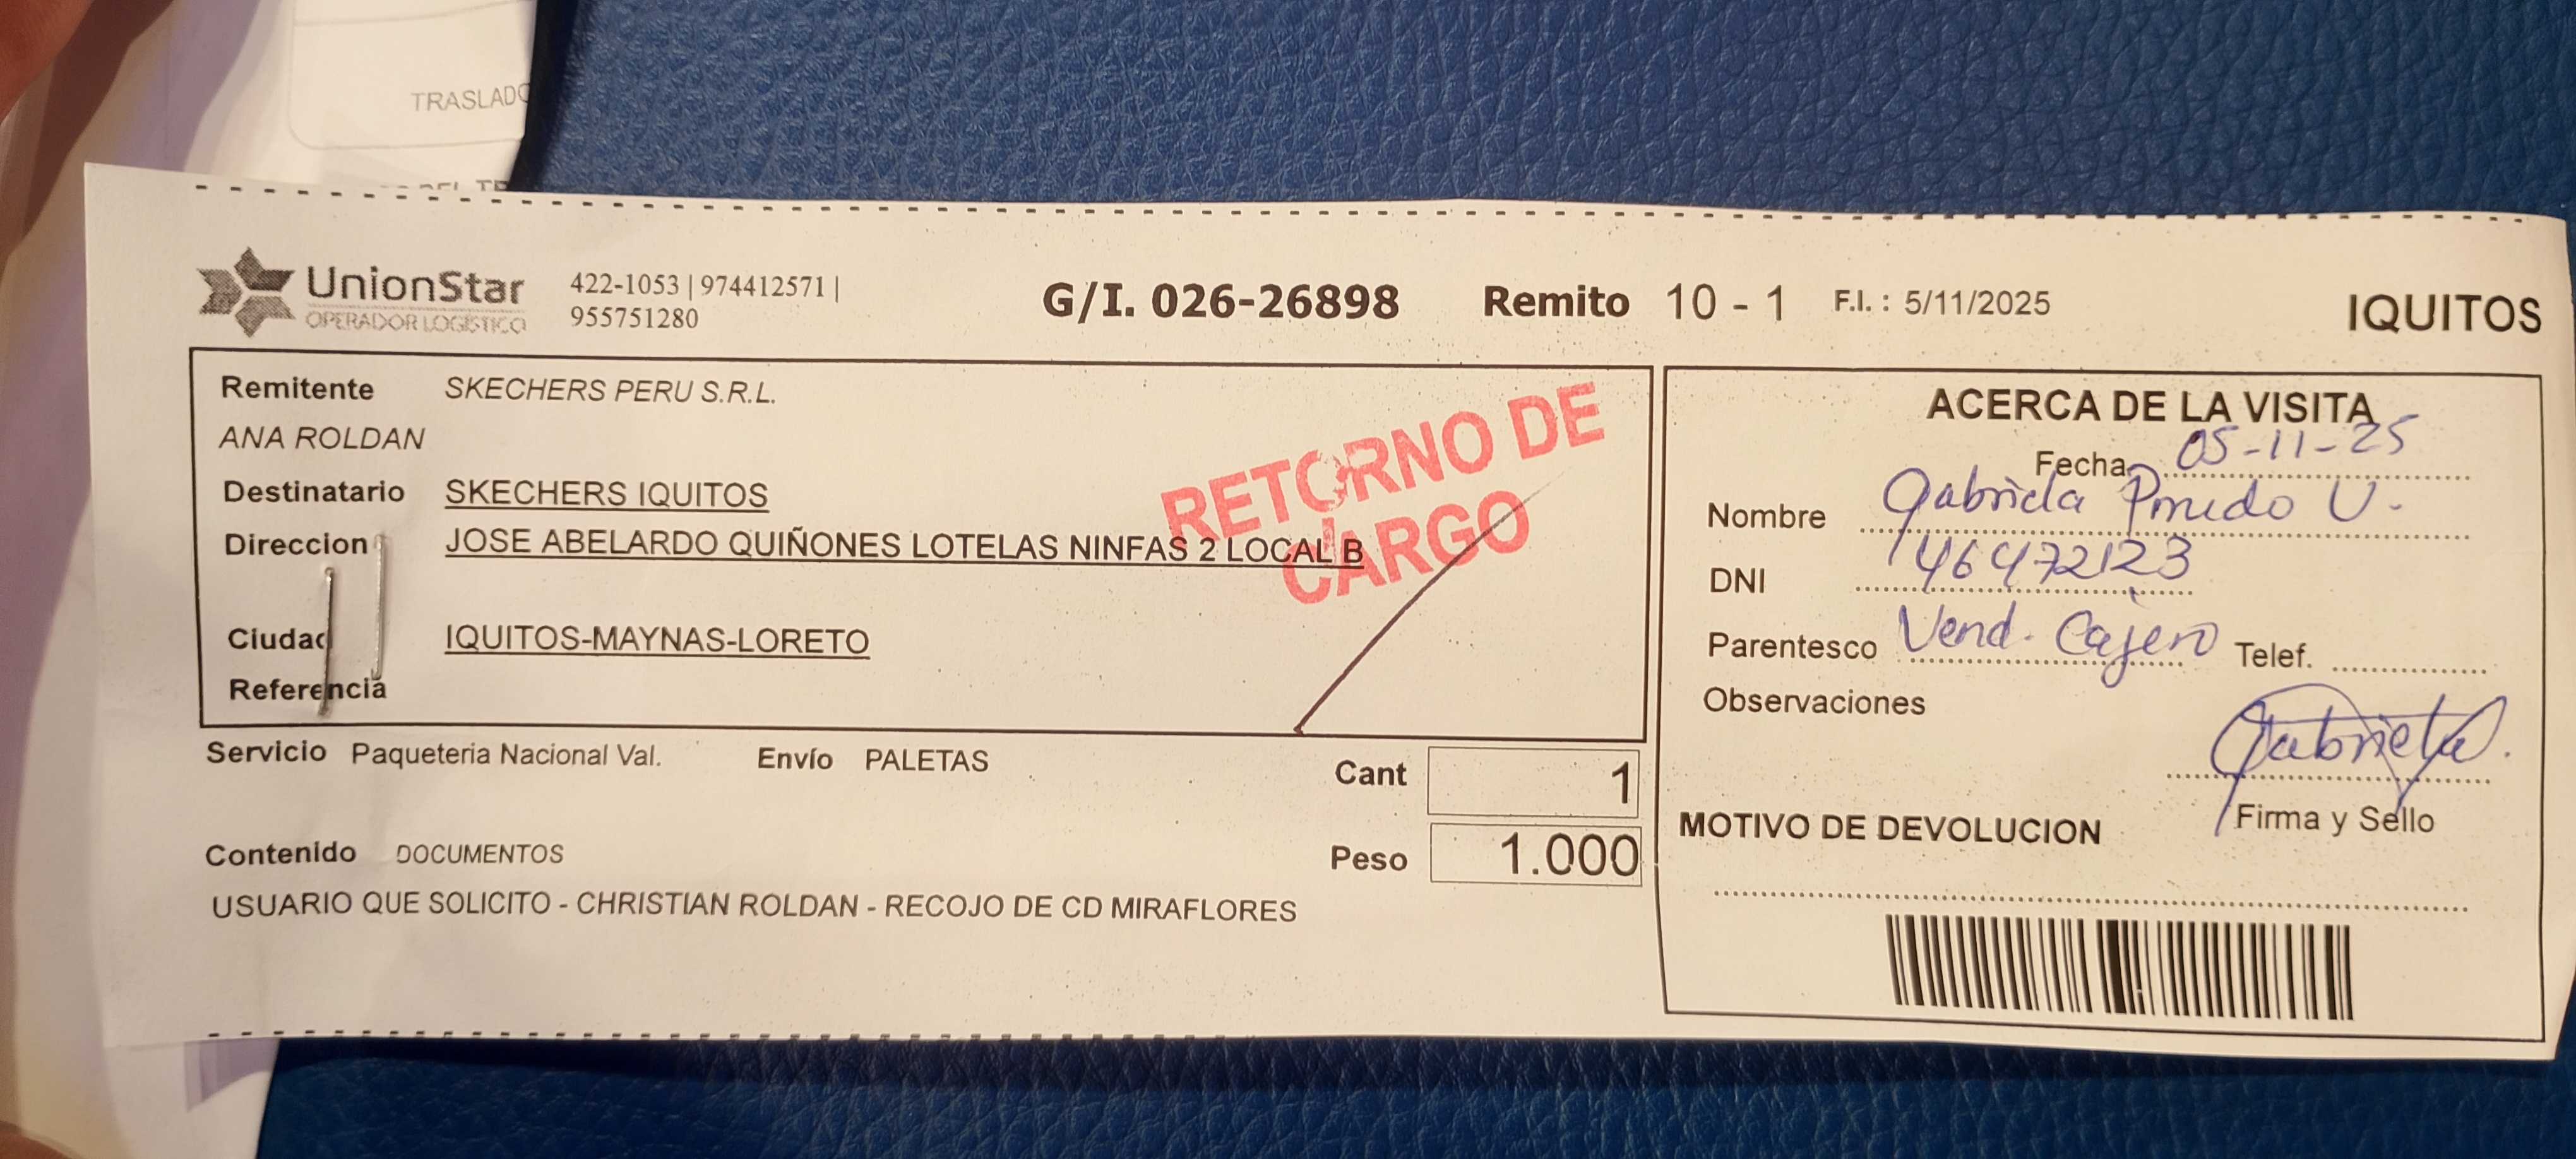 TRASLADO
UnionStar
OPERADOR LOGÍSTICO
422-1053 | 974412571 |
955751280
G/I. 026-26898 Remito 10 - 1 F.I. : 5/11/2025 IQUITOS
Remitente SKECHERS PERU S.R.L.
ANA ROLDAN
Destinatario SKECHERS IQUITOS
Direccion JOSE ABELARDO QUIÑONES LOTELAS NINFAS 2 LOCAL B
Ciudad IQUITOS-MAYNAS-LORETO
Referencia
RETORNO DE
CARGO
Servicio Paqueteria Nacional Val. Envío PALETAS
Cant 1
Contenido DOCUMENTOS
Peso 1.000
USUARIO QUE SOLICITO - CHRISTIAN ROLDAN - RECOJO DE CD MIRAFLORES
ACERCA DE LA VISITA
Fecha 05-11-25
Nombre Gabriela U.
DNI 46472123
Parentesco Vend. Cajero Telef.
Observaciones
Gabriela
Firma y Sello
MOTIVO DE DEVOLUCION